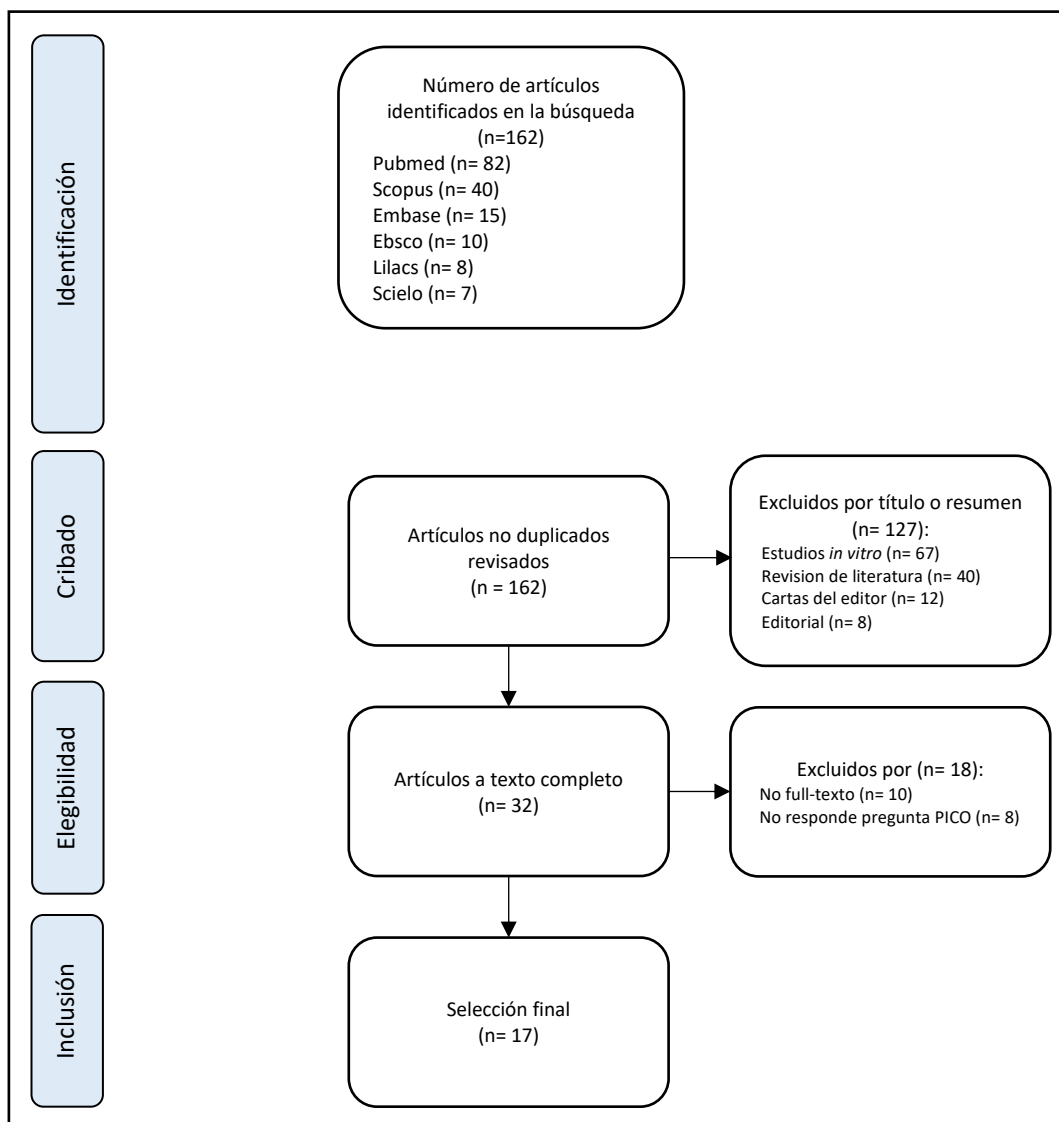 Identificación
Número de artículos
identificados en la búsqueda
(n=162)
Pubmed (n= 82)
Scopus (n= 40)
Embase (n= 15)
Ebsco (n= 10)
Lilacs (n= 8)
Scielo (n= 7)
Cribado
Artículos no duplicados
revisados
(n = 162)
Excluidos por título o resumen
(n= 127):
Estudios in vitro (n= 67)
Revision de literatura (n= 40)
Cartas del editor (n= 12)
Editorial (n= 8)
Elegibilidad
Artículos a texto completo
(n= 32)
Excluidos por (n= 18):
No full-texto (n= 10)
No responde pregunta PICO (n= 8)
Inclusión
Selección final
(n= 17)